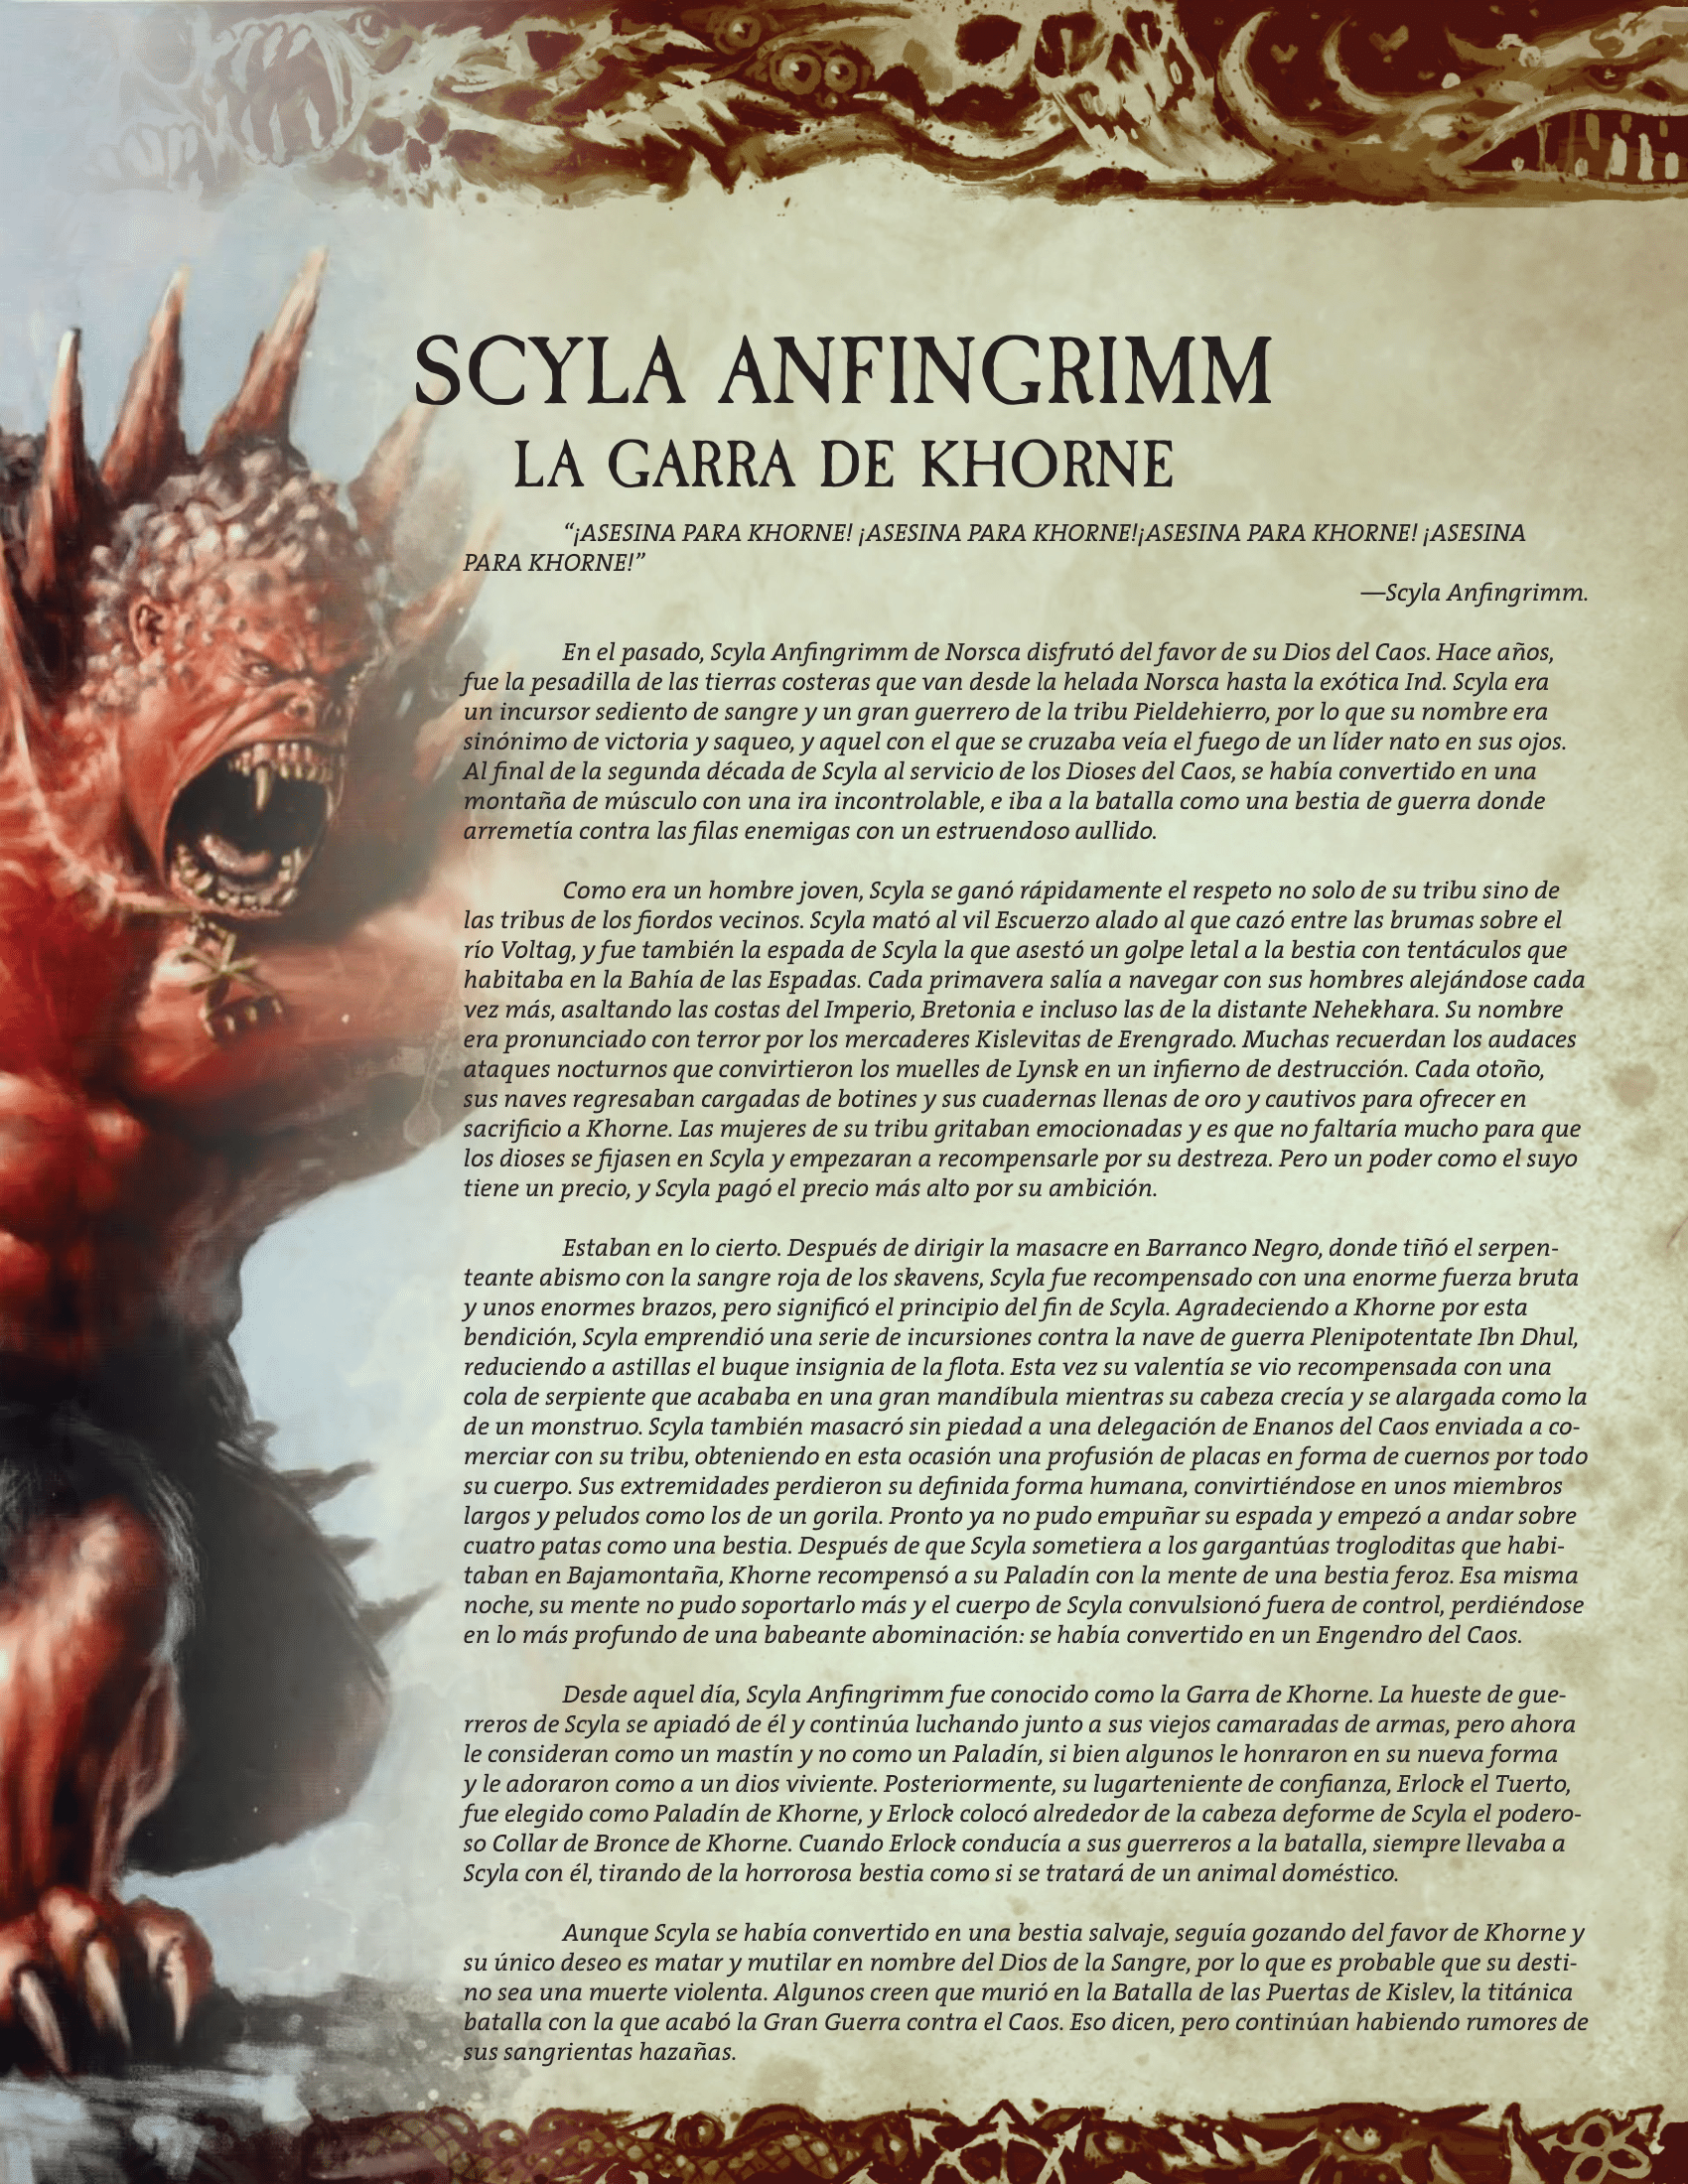 SCYLA ANFINGRIMM
LA GARRA DE KHORNE
“¡ASESINA PARA KHORNE! ¡ASESINA PARA KHORNE!¡ASESINA PARA KHORNE! ¡ASESINA
PARA KHORNE!”
—Scyla Anfingrimm.
En el pasado, Scyla Anfingrimm de Norsca disfrutó del favor de su Dios del Caos. Hace años,
fue la pesadilla de las tierras costeras que van desde la helada Norsca hasta la exótica Ind. Scyla era
un incursor sediento de sangre y un gran guerrero de la tribu Pieldehierro, por lo que su nombre era
sinónimo de victoria y saqueo, y aquel con el que se cruzaba veía el fuego de un líder nato en sus ojos.
Al final de la segunda década de Scyla al servicio de los Dioses del Caos, se había convertido en una
montaña de músculo con una ira incontrolable, e iba a la batalla como una bestia de guerra donde
arremetía contra las filas enemigas con un estruendoso aullido.
Como era un hombre joven, Scyla se ganó rápidamente el respeto no solo de su tribu sino de
las tribus de los fiordos vecinos. Scyla mató al vil Escuerzo alado al que cazó entre las brumas sobre el
río Voltag, y fue también la espada de Scyla la que asestó un golpe letal a la bestia con tentáculos que
habitaba en la Bahía de las Espadas. Cada primavera salía a navegar con sus hombres alejándose cada
vez más, asaltando las costas del Imperio, Bretonia e incluso las de la distante Nehekhara. Su nombre
era pronunciado con terror por los mercaderes Kislevitas de Erengrado. Muchas recuerdan los audaces
ataques nocturnos que convirtieron los muelles de Lynsk en un infierno de destrucción. Cada otoño,
sus naves regresaban cargadas de botines y sus cuadernas llenas de oro y cautivos para ofrecer en
sacrificio a Khorne. Las mujeres de su tribu gritaban emocionadas y es que no faltaría mucho para que
los dioses se fijasen en Scyla y empezaran a recompensarle por su destreza. Pero un poder como el suyo
tiene un precio, y Scyla pagó el precio más alto por su ambición.
Estaban en lo cierto. Después de dirigir la masacre en Barranco Negro, donde tiñó el serpen-
teante abismo con la sangre roja de los skavens, Scyla fue recompensado con una enorme fuerza bruta
y unos enormes brazos, pero significó el principio del fin de Scyla. Agradeciendo a Khorne por esta
bendición, Scyla emprendió una serie de incursiones contra la nave de guerra Plenipotentate Ibn Dhul,
reduciendo a astillas el buque insignia de la flota. Esta vez su valentía se vio recompensada con una
cola de serpiente que acababa en una gran mandíbula mientras su cabeza crecía y se alargada como la
de un monstruo. Scyla también masacró sin piedad a una delegación de Enanos del Caos enviada a co-
merciar con su tribu, obteniendo en esta ocasión una profusión de placas en forma de cuernos por todo
su cuerpo. Sus extremidades perdieron su definida forma humana, convirtiéndose en unos miembros
largos y peludos como los de un gorila. Pronto ya no pudo empuñar su espada y empezó a andar sobre
cuatro patas como una bestia. Después de que Scyla sometiera a los gargantúas trogloditas que habi-
taban en Bajamontaña, Khorne recompensó a su Paladín con la mente de una bestia feroz. Esa misma
noche, su mente no pudo soportarlo más y el cuerpo de Scyla convulsionó fuera de control, perdiéndose
en lo más profundo de una babeante abominación: se había convertido en un Engendro del Caos.
Desde aquel día, Scyla Anfingrimm fue conocido como la Garra de Khorne. La hueste de gue-
rreros de Scyla se apiadó de él y continúa luchando junto a sus viejos camaradas de armas, pero ahora
le consideran como un mastín y no como un Paladín, si bien algunos le honraron en su nueva forma
y le adoraron como a un dios viviente. Posteriormente, su lugarteniente de confianza, Erlock el Tuerto,
fue elegido como Paladín de Khorne, y Erlock colocó alrededor de la cabeza deforme de Scyla el podero-
so Collar de Bronce de Khorne. Cuando Erlock conducía a sus guerreros a la batalla, siempre llevaba a
Scyla con él, tirando de la horrorosa bestia como si se tratará de un animal doméstico.
Aunque Scyla se había convertido en una bestia salvaje, seguía gozando del favor de Khorne y
su único deseo es matar y mutilar en nombre del Dios de la Sangre, por lo que es probable que su desti-
no sea una muerte violenta. Algunos creen que murió en la Batalla de las Puertas de Kislev, la titánica
batalla con la que acabó la Gran Guerra contra el Caos. Eso dicen, pero continúan habiendo rumores de
sus sangrientas hazañas.